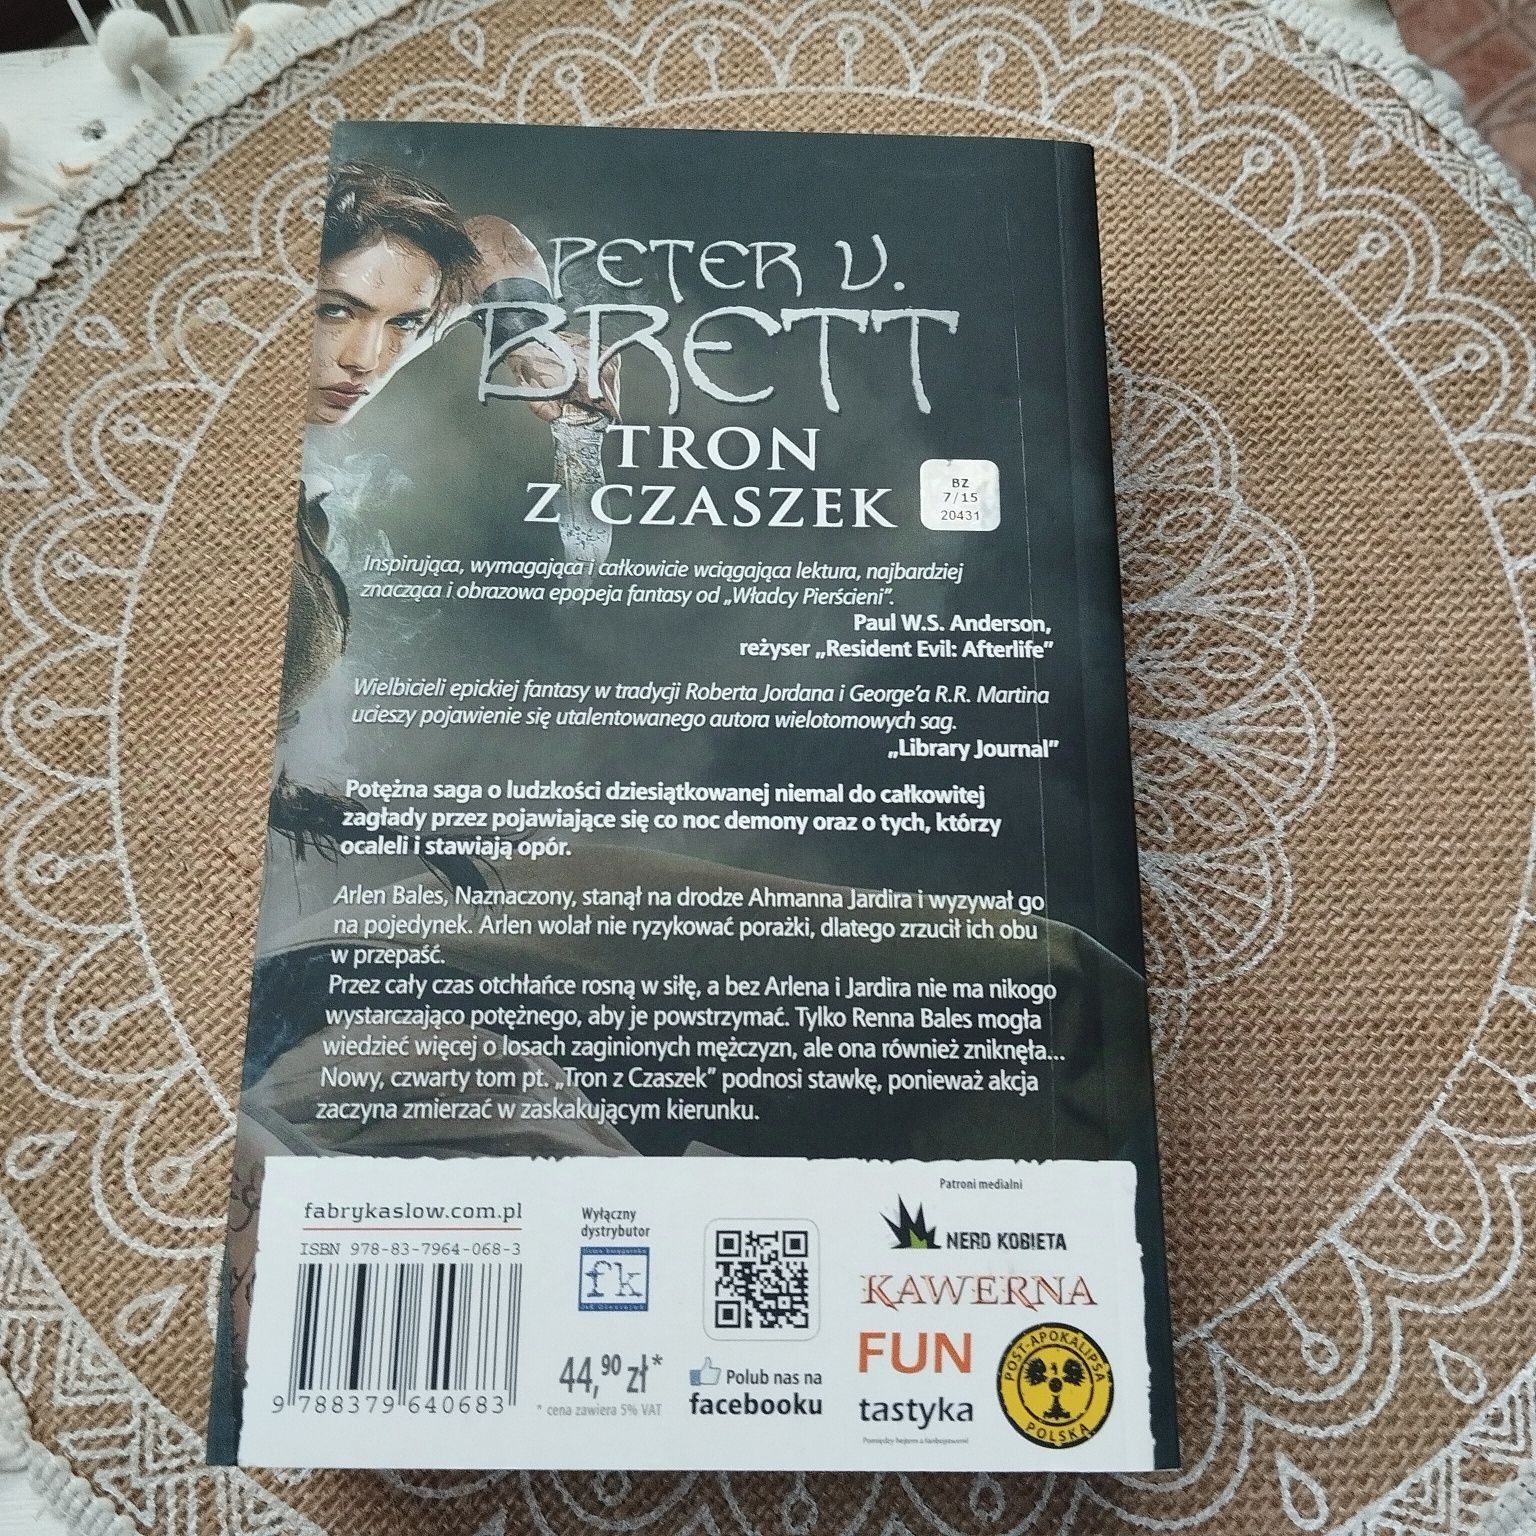 PETER V.
BRETT
TRON
Z CZASZEK
BZ
7/15
20431
Inspirująca, wymagająca i całkowicie wciągająca lektura, najbardziej
znacząca i obrazowa epopeja fantasy od „Władcy Pierścieni”.
Paul W.S. Anderson,
reżyser „Resident Evil: Afterlife”
Wielbicieli epickiej fantasy w tradycji Roberta Jordana i George’a R.R. Martina
ucieszy pojawienie się utalentowanego autora wielotomowych sag.
„Library Journal”
Potężna saga o ludzkości dziesiątkowanej niemal do całkowitej
zagłady przez pojawiające się co noc demony oraz o tych, którzy
ocaleli i stawiają opór.
Arlen Bales, Naznaczony, stanął na drodze Ahmanna Jardira i wyzywał go
na pojedynek. Arlen wolał nie ryzykować porażki, dlatego zrzucił ich obu
w przepaść.
Przez cały czas otchłańce rosną w siłę, a bez Arlena i Jardira nie ma nikogo
wystarczająco potężnego, aby je powstrzymać. Tylko Renna Bales mogła
wiedzieć więcej o losach zaginionych mężczyzn, ale ona również zniknęła...
Nowy, czwarty tom pt. „Tron z Czaszek” podnosi stawkę, ponieważ akcja
zaczyna zmierzać w zaskakującym kierunku.
fabrykaslow.com.pl
ISBN 978-83-7964-068-3
9 788379 640683
Wyłączny
dystrybutor
fk
44,90 zł*
* cena zawiera 5% VAT
Polub nas na
facebooku
Patroni medialni
NERD KOBIETA
KAWERNA
FUN
tastyka
POST-APOKALIPSA
POLSKA